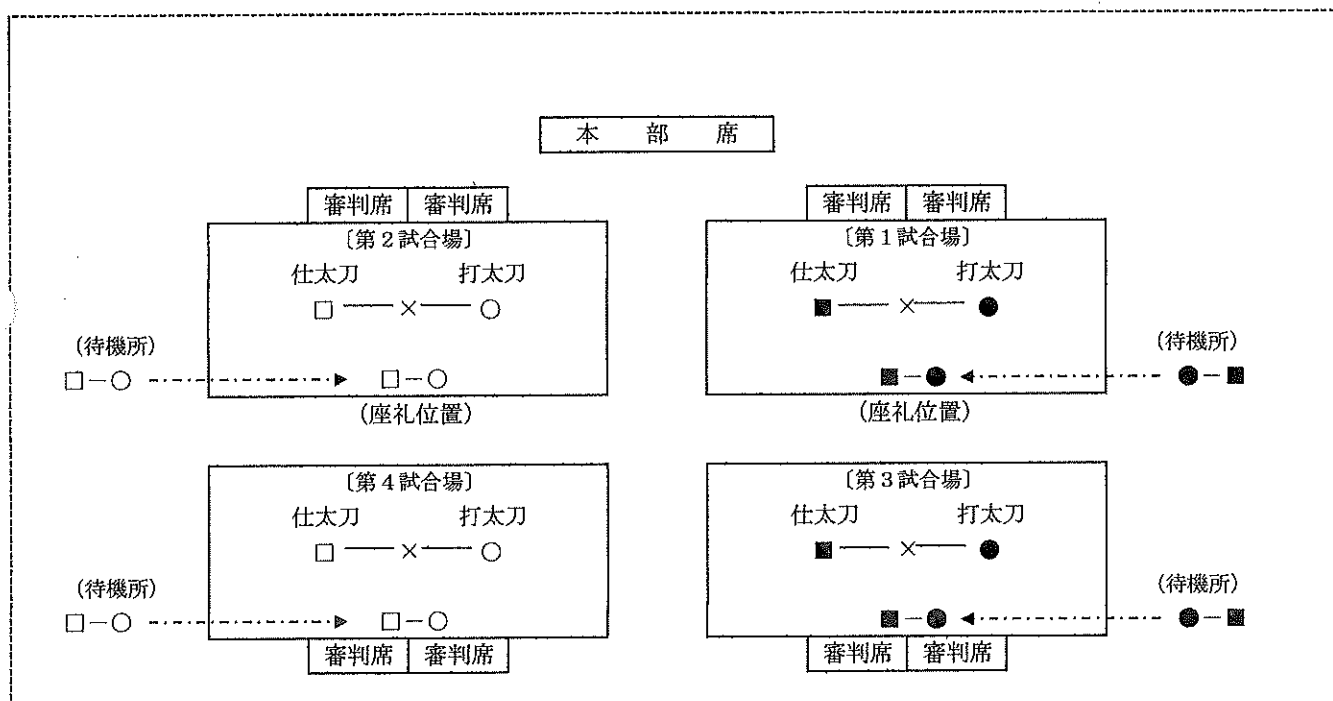 本部席
審判席 審判席
審判席 審判席
〔第2試合場〕
仕太刀 打太刀
(待機所)
(座礼位置)
〔第1試合場〕
仕太刀 打太刀
(待機所)
(座礼位置)
〔第4試合場〕
仕太刀 打太刀
(待機所)
審判席 審判席
〔第3試合場〕
仕太刀 打太刀
(待機所)
審判席 審判席